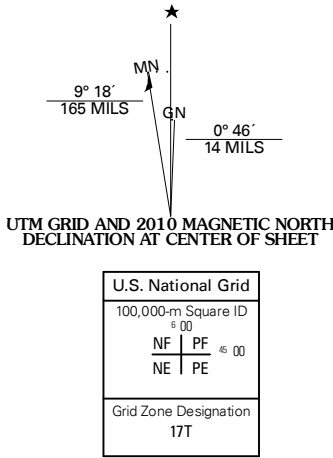 MN
GN
9° 18´
165 MILS
0° 46´
14 MILS
UTM GRID AND 2010 MAGNETIC NORTH
DECLINATION AT CENTER OF SHEET
U.S. National Grid
100,000-m Square ID
6 00
NF PF
45 00
NE PE
Grid Zone Designation
17T